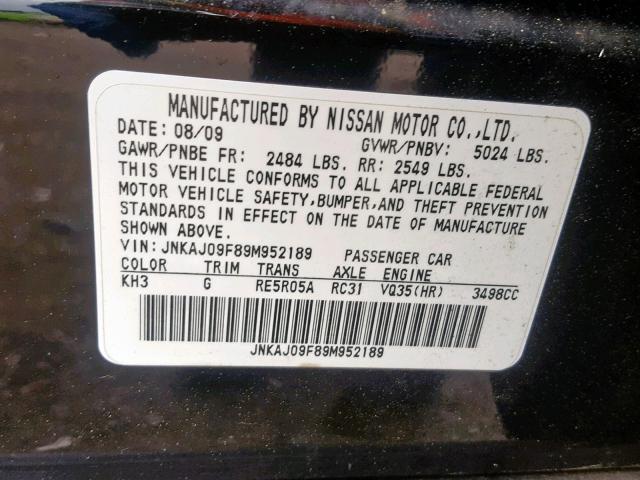 MANUFACTURED BY NISSAN MOTOR CO.,LTD.
DATE: 08/09 GVWR/PNBV: 5024 LBS.
GAWR/PNBE FR: 2484 LBS. RR: 2549 LBS.
THIS VEHICLE CONFORMS TO ALL APPLICABLE FEDERAL
MOTOR VEHICLE SAFETY,BUMPER,AND THEFT PREVENTION
STANDARDS IN EFFECT ON THE DATE OF MANUFACTURE
SHOWN ABOVE.
VIN: JNKAJ09F89M952189 PASSENGER CAR
COLOR TRIM TRANS AXLE ENGINE
KH3 G RE5R05A RC31 VQ35(HR) 3498CC
JNKAJ09F89M952189